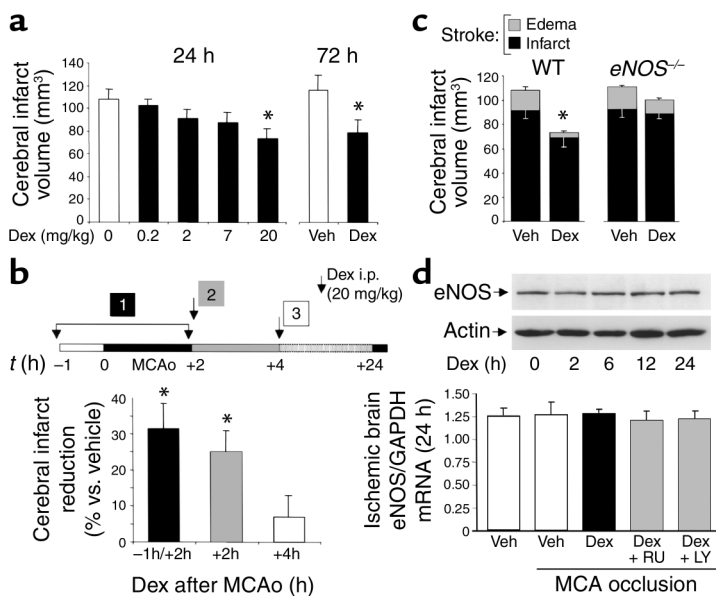 a
24 h
72 h
Cerebral infarct
volume (mm3)
140
120
100
80
60
40
20
0
*
*
Dex (mg/kg) 0 0.2 2 7 20 Veh Dex
c
Stroke: Edema
Infarct
WT eNOS–/–
Cerebral infarct
volume (mm3)
120
100
80
60
40
20
0
*
Veh Dex Veh Dex
b
Dex i.p.
(20 mg/kg)
1 2 3
t (h) –1 0 MCAo +2 +4 +24
Cerebral infarct
reduction
(% vs. vehicle)
40
30
20
10
0
* *
–1h/+2h +2h +4h
Dex after MCAo (h)
d
eNOS
Actin
Dex (h) 0 2 6 12 24
Ischemic brain
eNOS/GAPDH
mRNA (24 h)
1.50
1.25
1.00
0.75
0.50
0.25
0
Veh Veh Dex Dex Dex
+ RU + LY
MCA occlusion